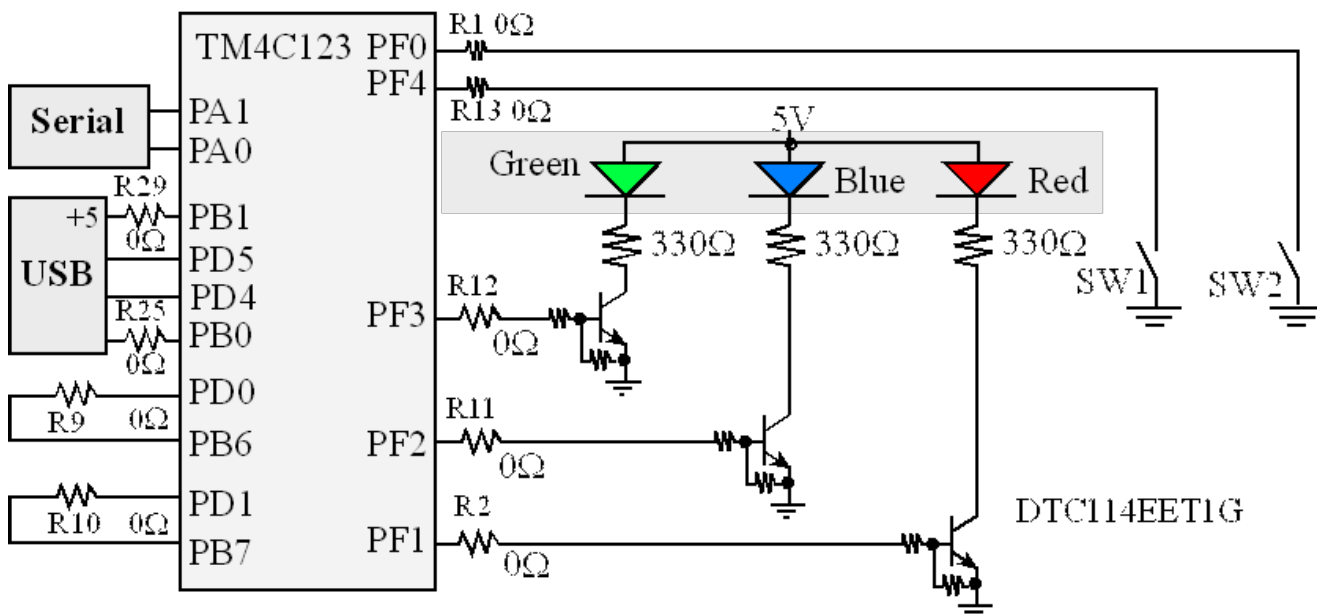 TM4C123
PF0
R1 0Ω
PF4
R13 0Ω
Serial
PA1
PA0
5V
Green
Blue
Red
R29
0Ω
+5
USB
PB1
PD5
PD4
R25
0Ω
PB0
330Ω
330Ω
330Ω
SW1
SW2
PF3
R12
0Ω
PD0
R9
0Ω
PB6
PF2
R11
0Ω
PD1
R10
0Ω
PB7
PF1
R2
0Ω
DTC114EET1G